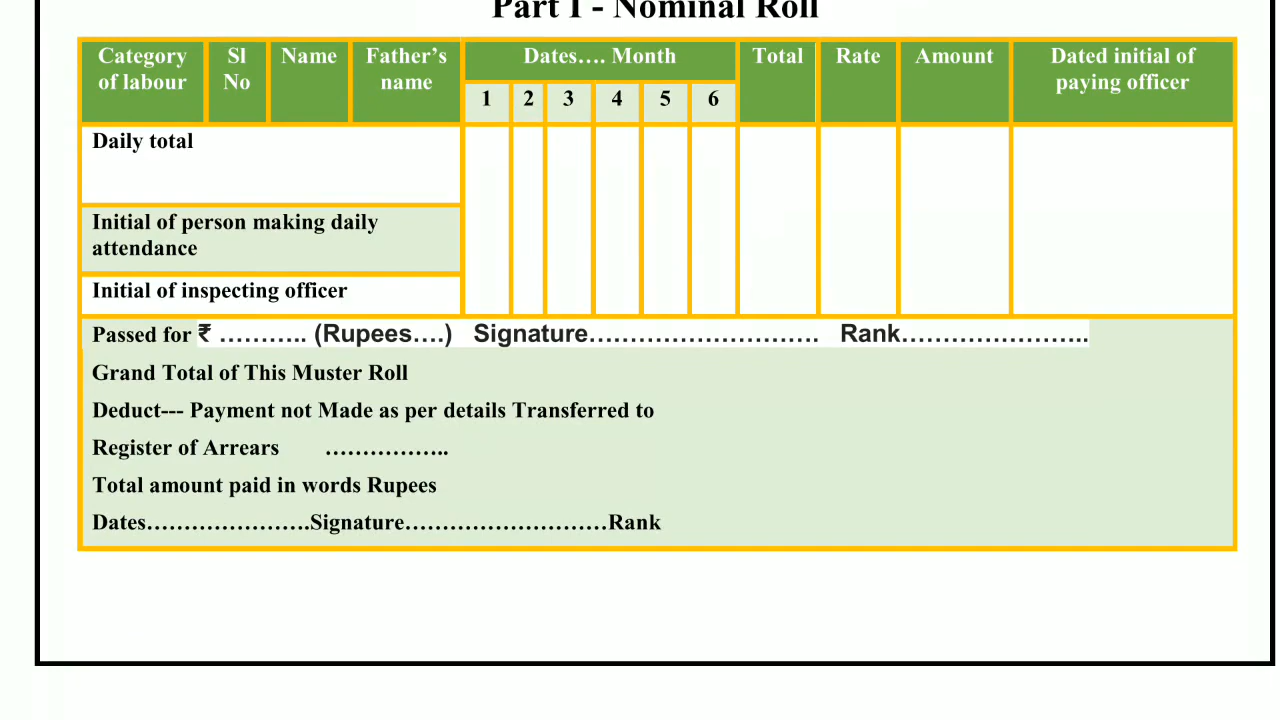 Part I - Nominal Roll
Category of labour Sl No Name Father's name Dates…. Month Total Rate Amount Dated initial of paying officer
1 2 3 4 5 6
Daily total
Initial of person making daily
attendance
Initial of inspecting officer
Passed for ₹ ……….. (Rupees….) Signature………………………. Rank…………………...
Grand Total of This Muster Roll
Deduct--- Payment not Made as per details Transferred to
Register of Arrears ……………..
Total amount paid in words Rupees
Dates………………….Signature………………………Rank